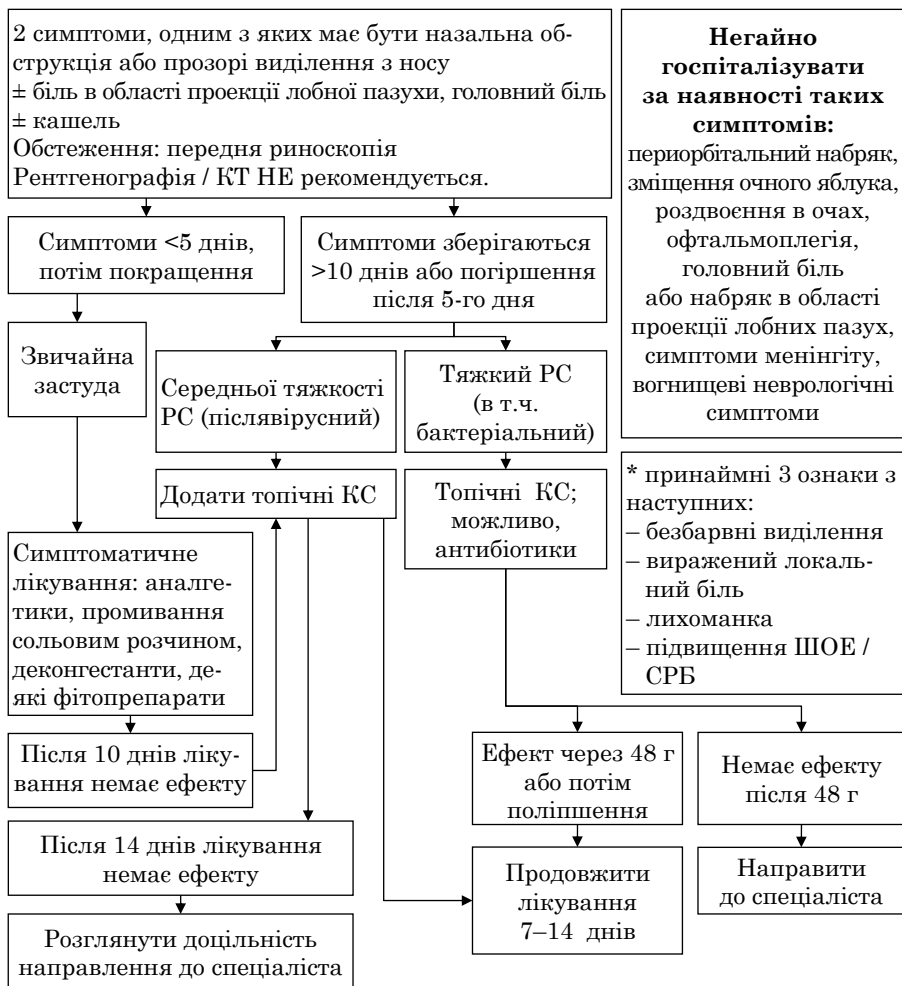 2 симптоми, одним з яких має бути назальна об-
струкція або прозорі виділення з носу
± біль в області проекції лобної пазухи, головний біль
± кашель
Обстеження: передня риноскопія
Рентгенографія / КТ НЕ рекомендується.
Негайно
госпіталізувати
за наявності таких
симптомів:
периорбітальний набряк,
зміщення очного яблука,
роздвоєння в очах,
офтальмоплегія,
головний біль
або набряк в області
проекції лобних пазух,
симптоми менінгіту,
вогнищеві неврологічні
симптоми
Симптоми <5 днів,
потім покращення
Симптоми зберігаються
>10 днів або погіршення
після 5-го дня
Звичайна
застуда
Середньої тяжкості
РС (післявірусний)
Тяжкий РС
(в т.ч.
бактеріальний)
Додати топічні КС
Топічні КС;
можливо,
антибіотики
* принаймні 3 ознаки з
наступних:
– безбарвні виділення
– виражений локаль-
ний біль
– лихоманка
– підвищення ШОЕ /
СРБ
Симптоматичне
лікування: аналге-
тики, промивання
сольовим розчином,
деконгестанти, де-
які фітопрепарати
Після 10 днів ліку-
вання немає ефекту
Ефект через 48 г
або потім
поліпшення
Немає ефекту
після 48 г
Після 14 днів лікування
немає ефекту
Продовжити
лікування
7–14 днів
Направити
до спеціаліста
Розглянути доцільність
направлення до спеціаліста